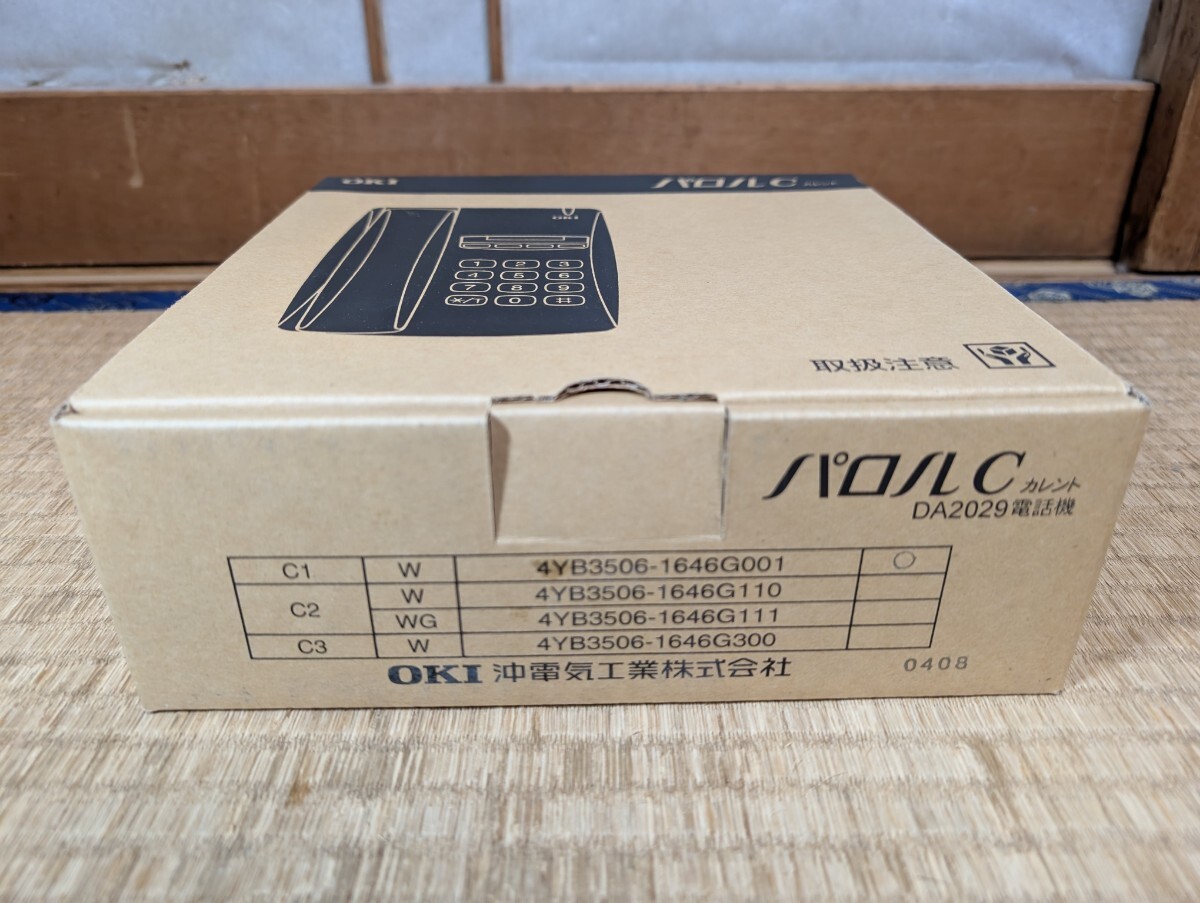 OKI パロルC カレント
OKI
1 2 3
4 5 6
7 8 9
*/T 0 #
取扱注意
パロルC カレント
DA2029電話機
C1 W 4YB3506-1646G001 ○
C2 W 4YB3506-1646G110
WG 4YB3506-1646G111
C3 W 4YB3506-1646G300
OKI 沖電気工業株式会社
0408